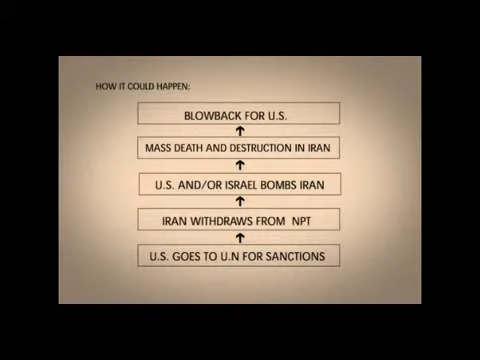 HOW IT COULD HAPPEN:
BLOWBACK FOR U.S.
MASS DEATH AND DESTRUCTION IN IRAN
U.S. AND/OR ISRAEL BOMBS IRAN
IRAN WITHDRAWS FROM NPT
U.S. GOES TO U.N FOR SANCTIONS